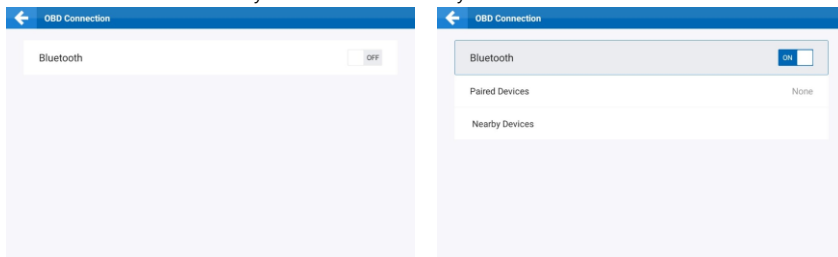 OBD Connection
Bluetooth OFF
OBD Connection
Bluetooth ON
Paired Devices None
Nearby Devices